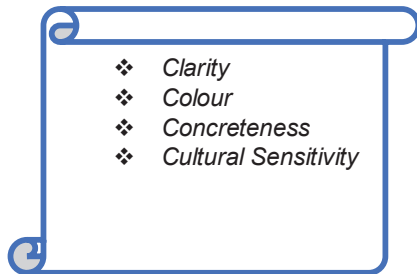 ❖ Clarity
❖ Colour
❖ Concreteness
❖ Cultural Sensitivity